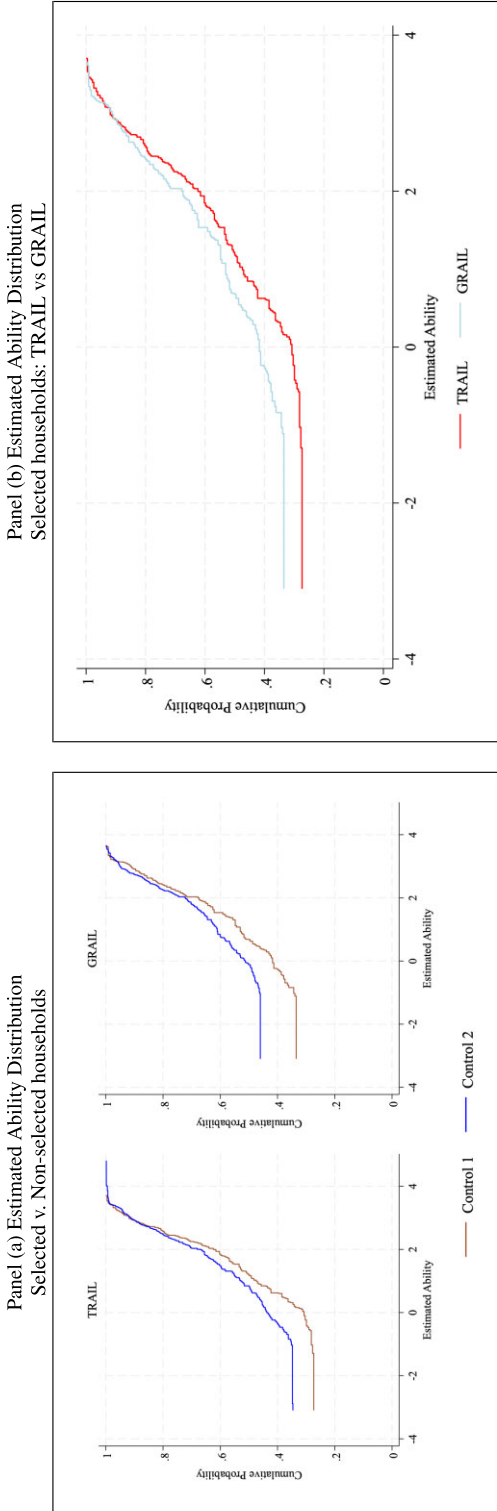 Panel (a) Estimated Ability Distribution
Selected v. Non-selected households
TRAIL
Cumulative Probability
1
.8
.6
.4
.2
0
-4
-2
0
2
4
Estimated Ability
GRAIL
Cumulative Probability
1
.8
.6
.4
.2
0
-4
-2
0
2
4
Estimated Ability
Control 1
Control 2
Panel (b) Estimated Ability Distribution
Selected households: TRAIL vs GRAIL
Cumulative Probability
1
.8
.6
.4
.2
0
-4
-2
0
2
4
Estimated Ability
TRAIL
GRAIL